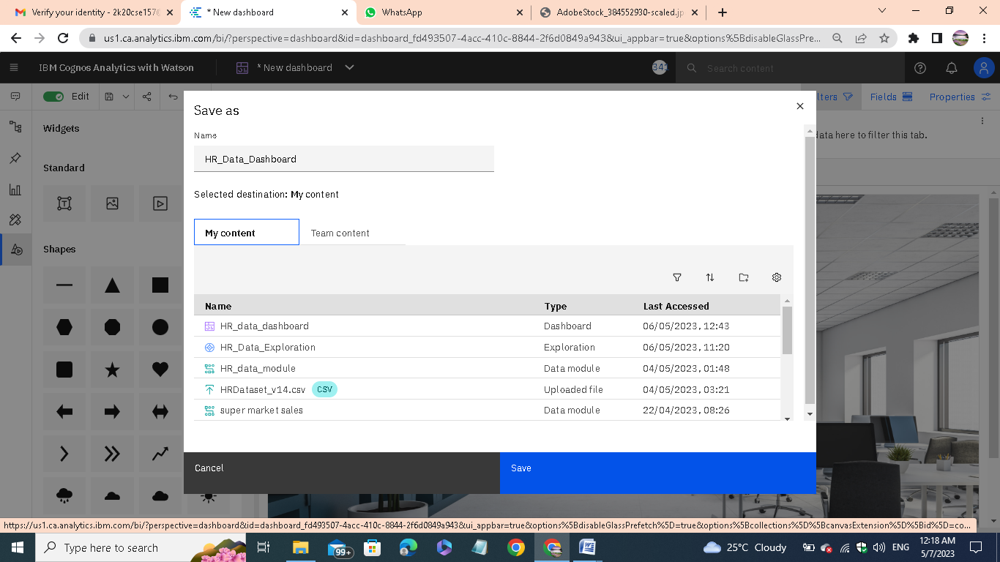 Verify your identity - 2k20cse157@
* New dashboard
WhatsApp
AdobeStock_384552930-scaled.jp
us1.ca.analytics.ibm.com/bi/?perspective=dashboard&id=dashboard_fd493507-4acc-410c-8844-2f6d0849a943&ui_appbar=true&options%5BdisableGlassPre...
IBM Cognos Analytics with Watson
* New dashboard
341
Search content
Edit
lters
Fields
Properties
Widgets
data here to filter this tab.
Standard
Shapes
Save as
Name
HR_Data_Dashboard
Selected destination: My content
My content
Team content
Name Type Last Accessed
HR_data_dashboard Dashboard 06/05/2023, 12:43
HR_Data_Exploration Exploration 06/05/2023, 11:20
HR_data_module Data module 04/05/2023, 01:48
HRDataset_v14.csv CSV Uploaded file 04/05/2023, 03:21
super market sales Data module 22/04/2023, 08:26
Cancel
Save
https://us1.ca.analytics.ibm.com/bi/?perspective=dashboard&id=dashboard_fd493507-4acc-410c-8844-2f6d0849a943&ui_appbar=true&options%5BdisableGlassPrefetch%5D=true&options%5Bcollections%5D%5BcanvasExtension%5D%5Bid%5D=co...
Type here to search
99+
25°C Cloudy
ENG
12:18 AM
5/7/2023